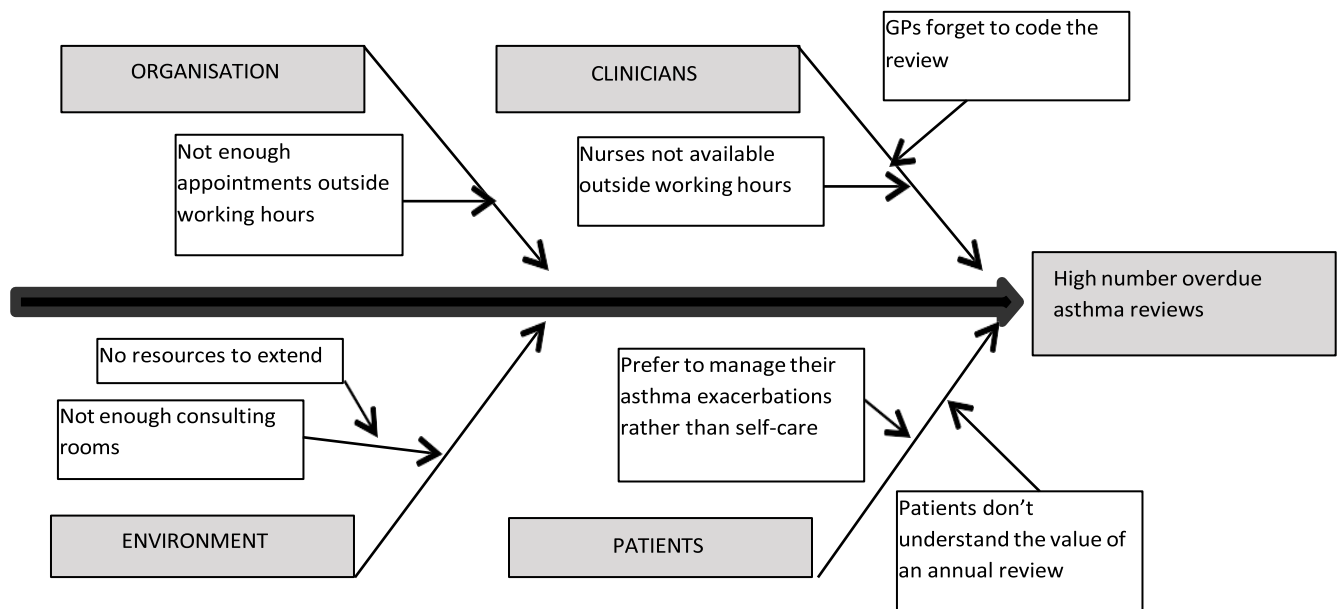 ORGANISATION
CLINICIANS
GPs forget to code the
review
Not enough
appointments outside
working hours
Nurses not available
outside working hours
High number overdue
asthma reviews
No resources to extend
Not enough consulting
rooms
Prefer to manage their
asthma exacerbations
rather than self-care
ENVIRONMENT
PATIENTS
Patients don’t
understand the value of
an annual review